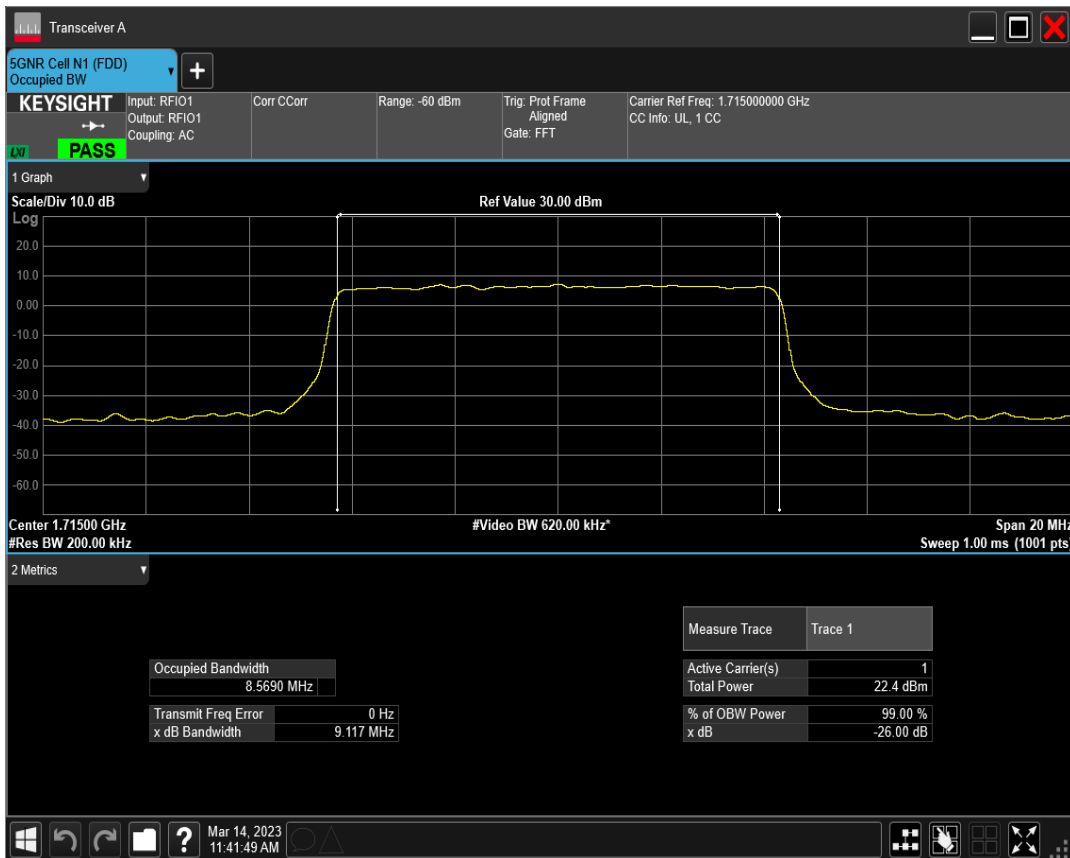 Transceiver A
5GNR Cell N1 (FDD)
Occupied BW
KEYSIGHT
LXI
PASS
Input: RFIO1
Output: RFIO1
Coupling: AC
Corr CCorr
Range: -60 dBm
Trig: Prot Frame
Aligned
Gate: FFT
Carrier Ref Freq: 1.715000000 GHz
CC Info: UL, 1 CC
1 Graph
Scale/Div 10.0 dB
Ref Value 30.00 dBm
Log
20.0
10.0
0.00
-10.0
-20.0
-30.0
-40.0
-50.0
-60.0
Center 1.71500 GHz
#Video BW 620.00 kHz*
Span 20 MHz
#Res BW 200.00 kHz
Sweep 1.00 ms (1001 pts)
2 Metrics
Measure Trace Trace 1
Occupied Bandwidth
8.5690 MHz
Active Carrier(s) 1
Total Power 22.4 dBm
Transmit Freq Error 0 Hz
x dB Bandwidth 9.117 MHz
% of OBW Power 99.00 %
x dB -26.00 dB
?
Mar 14, 2023
11:41:49 AM